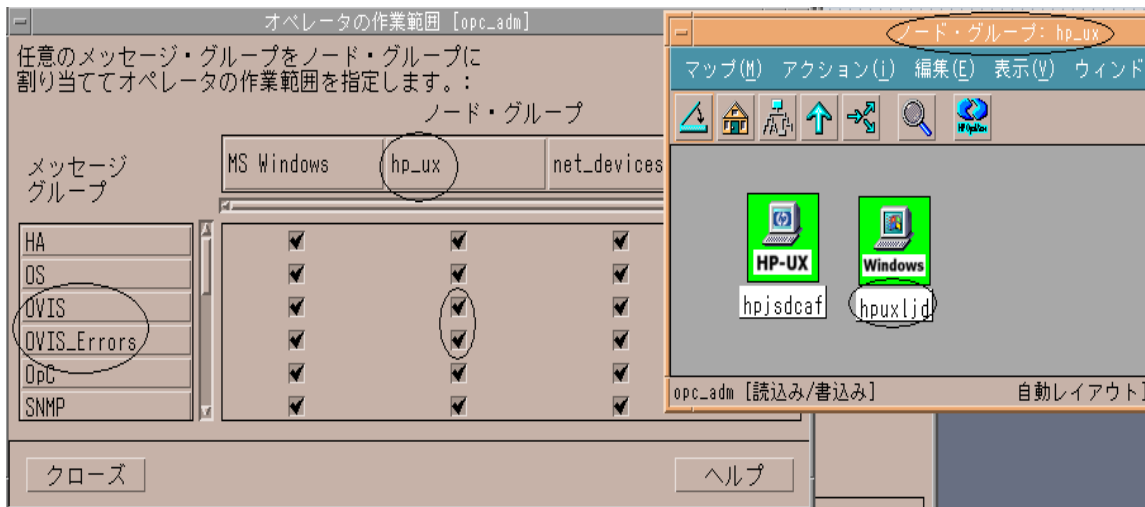 オペレータの作業範囲 [opc_adm]
任意のメッセージ・グループをノード・グループに
割り当ててオペレータの作業範囲を指定します。:
ノード・グループ
メッセージ
グループ
MS Windows
hp_ux
net_devices
HA
OS
OVIS
OVIS_Errors
OpC
SNMP
クローズ
ヘルプ
ノード・グループ: hp_ux
マップ(M) アクション(i) 編集(E) 表示(V) ウィンド
HP-UX
Windows
hpjsdcaf
hpuxljd
opc_adm [読込み/書込み]
自動レイアウト]